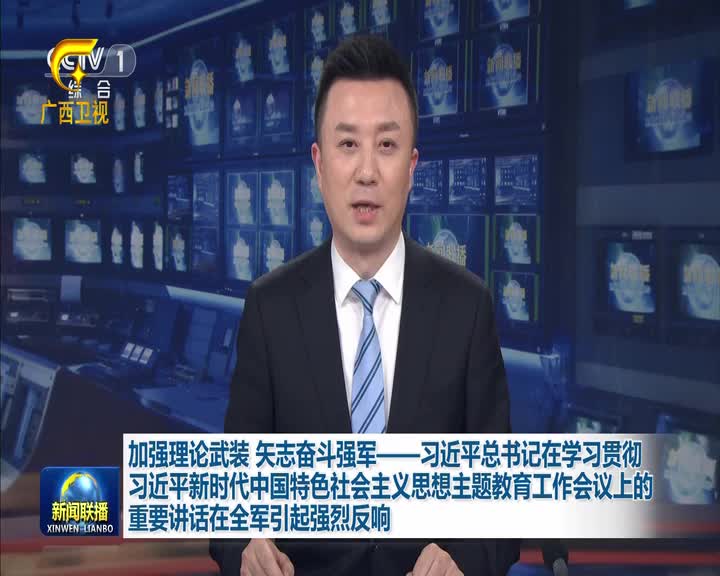 CCTV 1
综合
广西卫视
加强理论武装 矢志奋斗强军——习近平总书记在学习贯彻
习近平新时代中国特色社会主义思想主题教育工作会议上的
重要讲话在全军引起强烈反响
新闻联播
XINWEN LIANBO